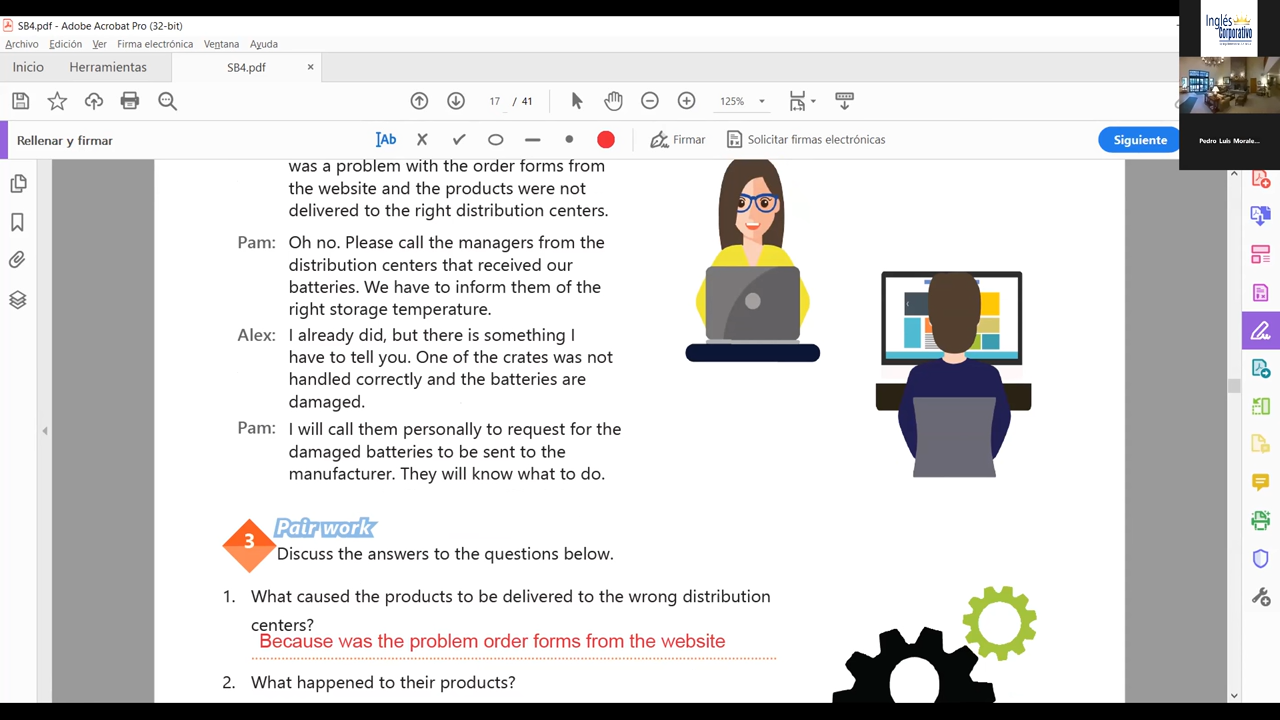 SB4.pdf - Adobe Acrobat Pro (32-bit)
Archivo Edición Ver Firma electrónica Ventana Ayuda
Inicio Herramientas SB4.pdf ×
17 / 41 125%
Rellenar y firmar IAb Firmar Solicitar firmas electrónicas Siguiente
Inglés
Corporativo
Pedro Luis Morale...
was a problem with the order forms from
the website and the products were not
delivered to the right distribution centers.
Pam: Oh no. Please call the managers from the
distribution centers that received our
batteries. We have to inform them of the
right storage temperature.
Alex: I already did, but there is something I
have to tell you. One of the crates was not
handled correctly and the batteries are
damaged.
Pam: I will call them personally to request for the
damaged batteries to be sent to the
manufacturer. They will know what to do.
3 Pair work
Discuss the answers to the questions below.
1. What caused the products to be delivered to the wrong distribution
centers?
Because was the problem order forms from the website
2. What happened to their products?